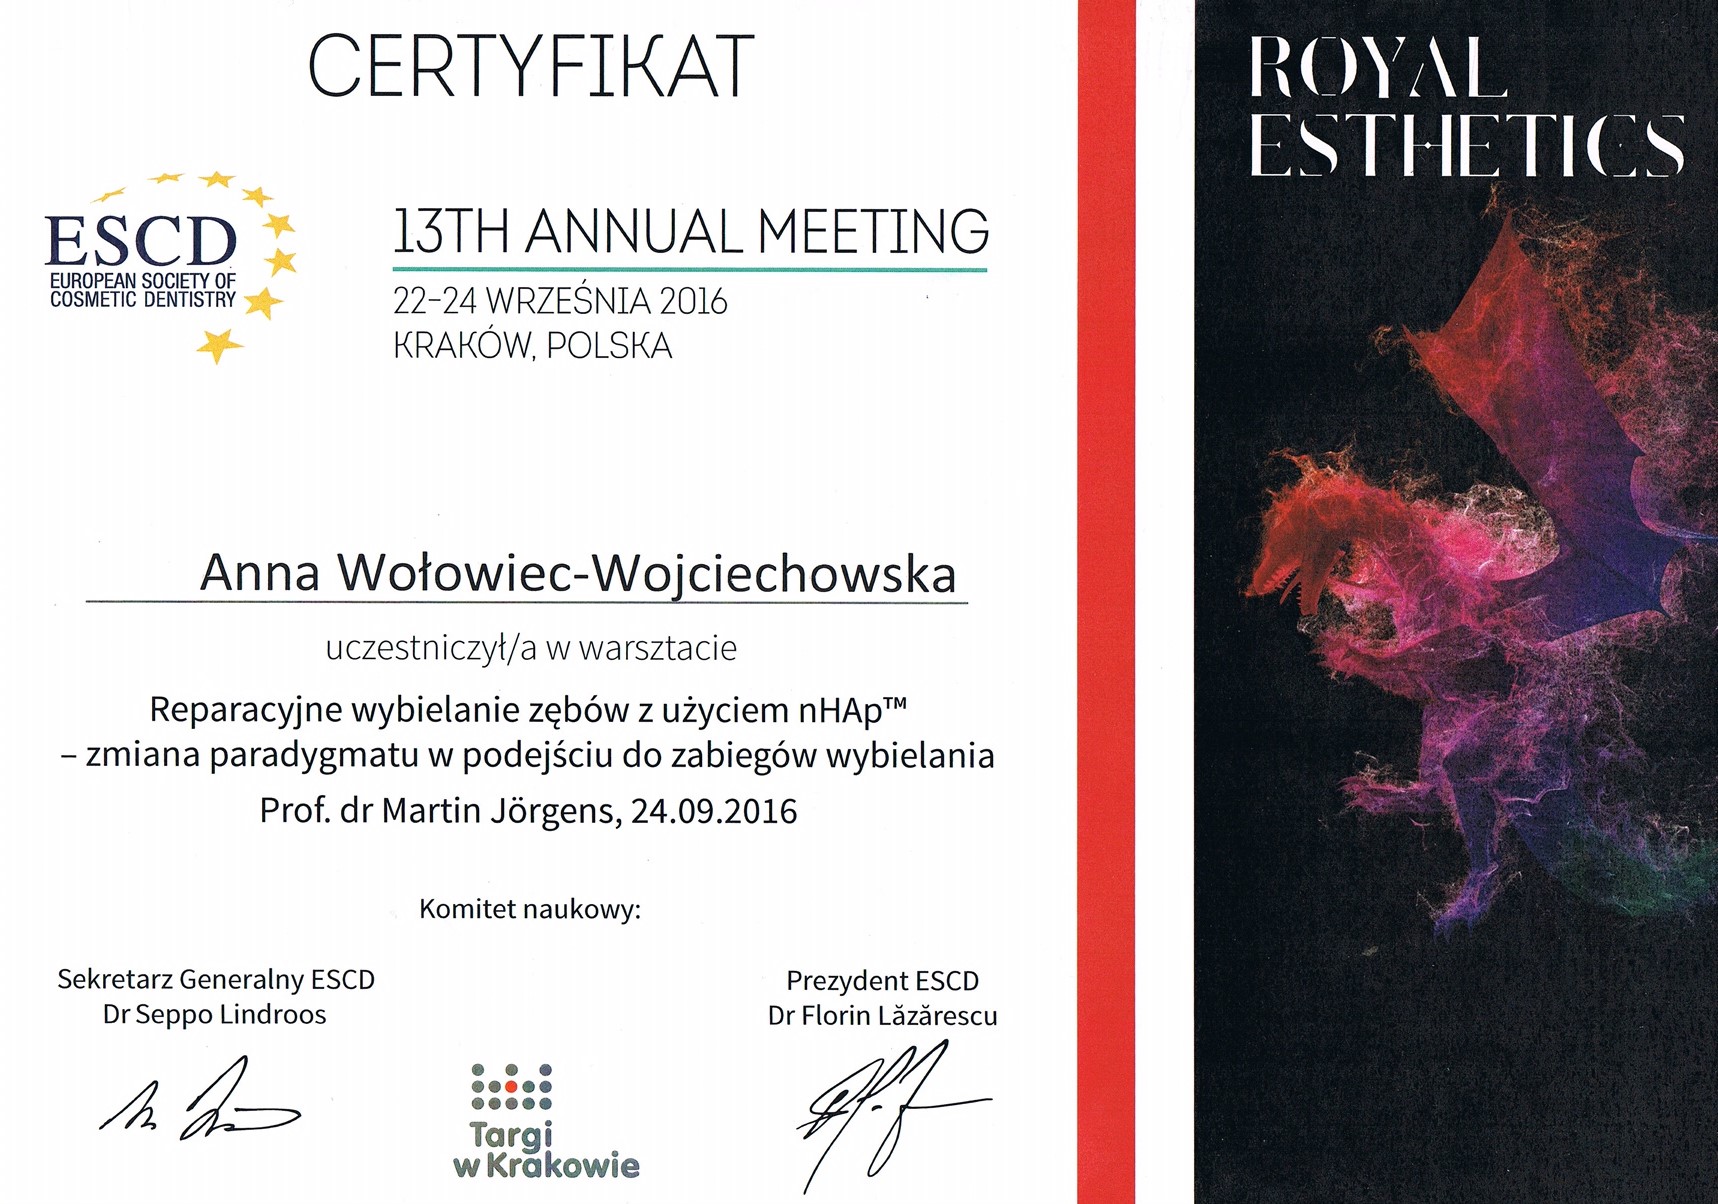 CERTYFIKAT
ESCD
EUROPEAN SOCIETY OF
COSMETIC DENTISTRY
13TH ANNUAL MEETING
22-24 WRZEŚNIA 2016
KRAKÓW, POLSKA
Anna Wołowiec-Wojciechowska
uczestniczył/a w warsztacie
Reparacyjne wybielanie zębów z użyciem nHAp™
– zmiana paradygmatu w podejściu do zabiegów wybielania
Prof. dr Martin Jörgens, 24.09.2016
Komitet naukowy:
Sekretarz Generalny ESCD
Dr Seppo Lindroos
Prezydent ESCD
Dr Florin Lăzărescu
Targi
w Krakowie
ROYAL
ESTHETICS